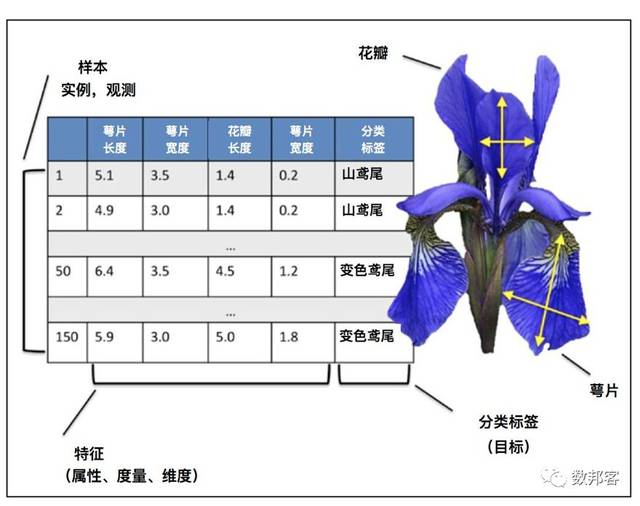 花瓣
样本
实例，观测
萼片长度 萼片宽度 花瓣长度 萼片宽度 分类标签
1 5.1 3.5 1.4 0.2 山鸢尾
2 4.9 3.0 1.4 0.2 山鸢尾
...
50 6.4 3.5 4.5 1.2 变色鸢尾
...
150 5.9 3.0 5.0 1.8 变色鸢尾
萼片
分类标签
（目标）
特征
（属性、度量、维度）
数邦客